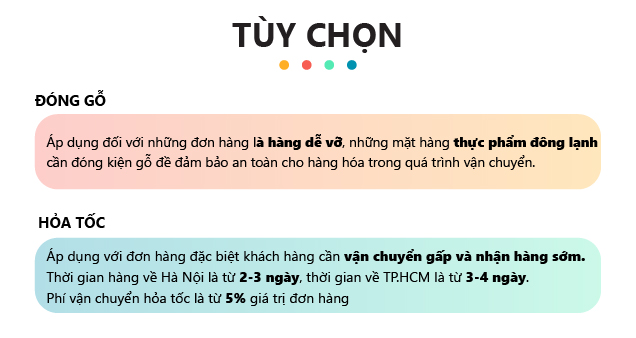 TÙY CHỌN
ĐÓNG GỖ
Áp dụng đối với những đơn hàng là hàng dễ vỡ, những mặt hàng thực phẩm đông lạnh
cần đóng kiện gỗ đề đảm bảo an toàn cho hàng hóa trong quá trình vận chuyển.
HỎA TỐC
Áp dụng với đơn hàng đặc biệt khách hàng cần vận chuyển gấp và nhận hàng sớm.
Thời gian hàng về Hà Nội là từ 2-3 ngày, thời gian về TP.HCM là từ 3-4 ngày.
Phí vận chuyển hỏa tốc là từ 5% giá trị đơn hàng